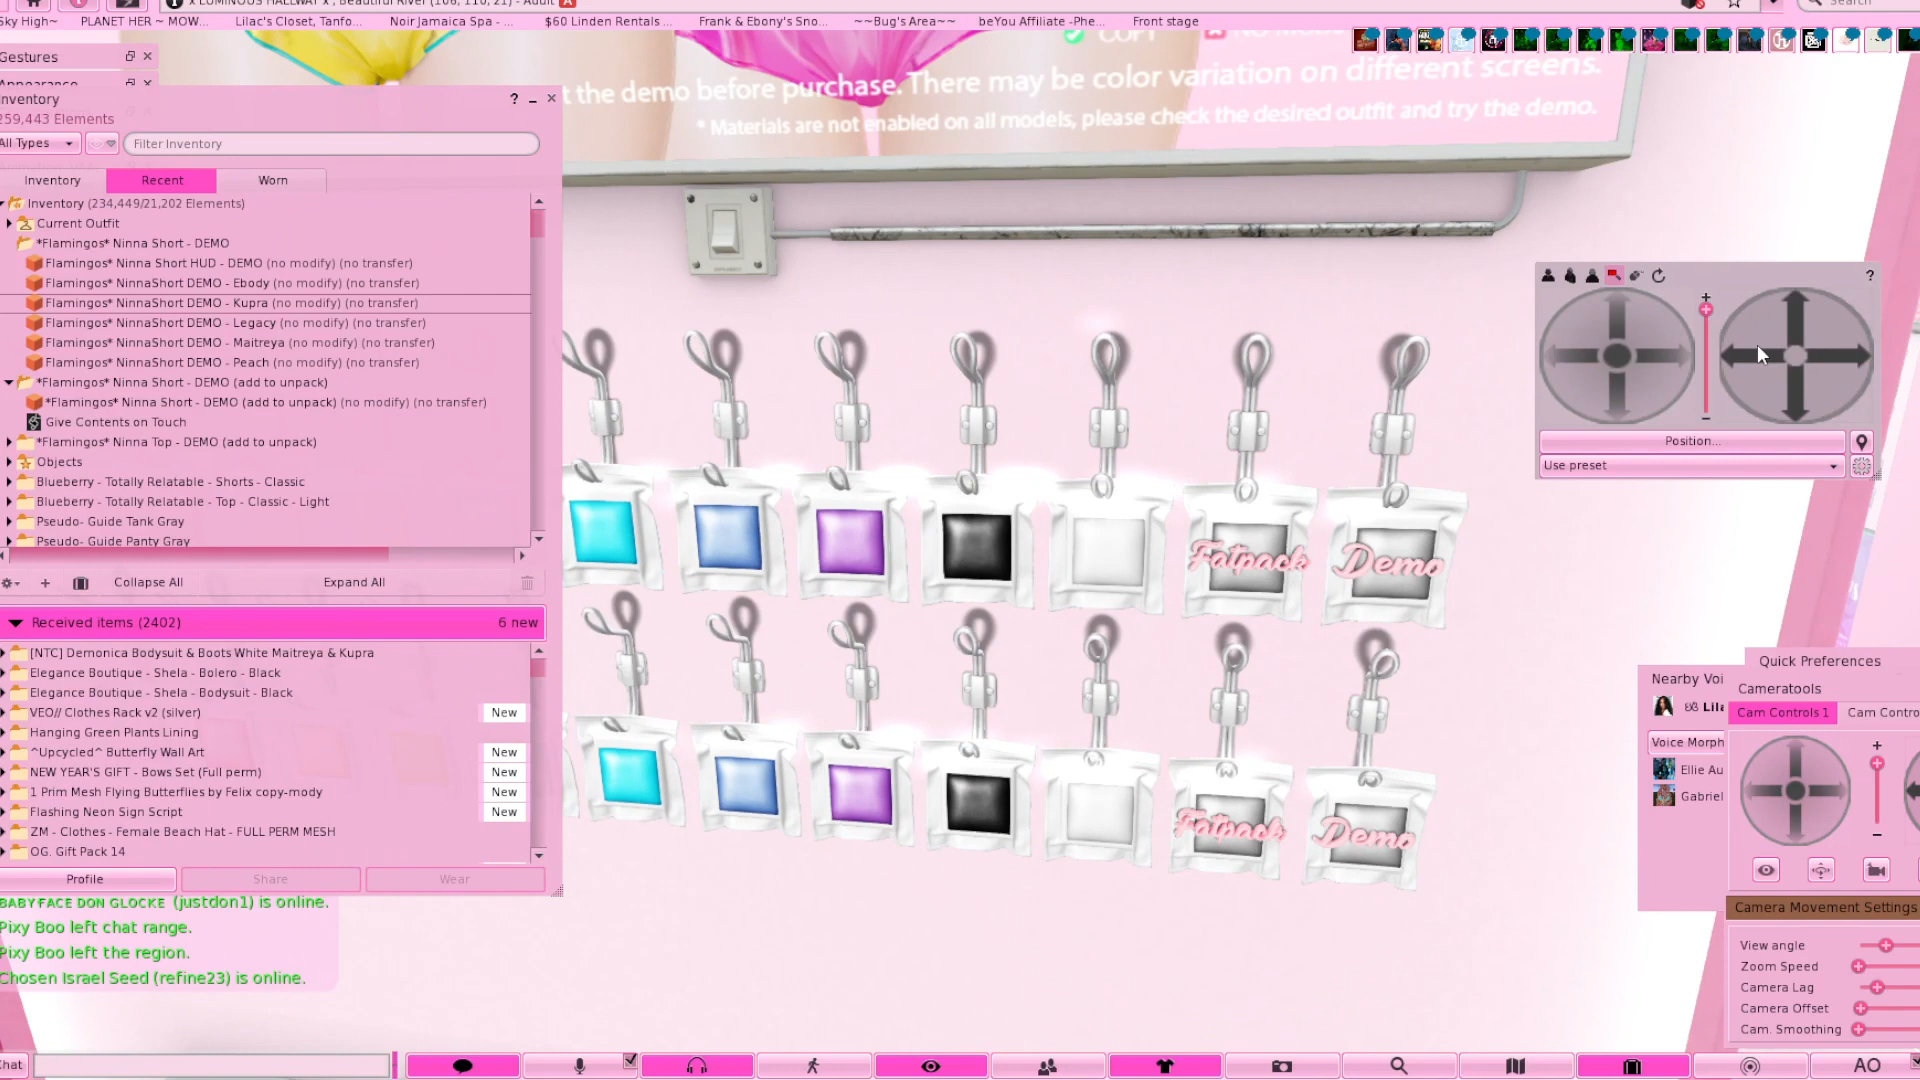 x LUMINOUS HALLWAY x , Beautiful River (106, 110, 21) - Adult
Search
Sky High~
PLANET HER ~ MOW...
Lilac's Closet, Tanfo...
Noir Jamaica Spa - ...
$60 Linden Rentals ...
Frank & Ebony's Sno...
~~Bug's Area~~
beYou Affiliate -Phe...
Front stage
Gestures
Appearance
COPY
t the demo before purchase. There may be color variation on different screens.
* Materials are not enabled on all models, please check the desired outfit and try the demo.
Inventory
259,443 Elements
All Types
Filter Inventory
Inventory
Recent
Worn
Inventory (234,449/21,202 Elements)
Current Outfit
*Flamingos* Ninna Short - DEMO
Flamingos* Ninna Short HUD - DEMO (no modify) (no transfer)
Flamingos* NinnaShort DEMO - Ebody (no modify) (no transfer)
Flamingos* NinnaShort DEMO - Kupra (no modify) (no transfer)
Flamingos* NinnaShort DEMO - Legacy (no modify) (no transfer)
Flamingos* NinnaShort DEMO - Maitreya (no modify) (no transfer)
Flamingos* NinnaShort DEMO - Peach (no modify) (no transfer)
*Flamingos* Ninna Short - DEMO (add to unpack)
*Flamingos* Ninna Short - DEMO (add to unpack) (no modify) (no transfer)
Give Contents on Touch
*Flamingos* Ninna Top - DEMO (add to unpack)
Objects
Blueberry - Totally Relatable - Shorts - Classic
Blueberry - Totally Relatable - Top - Classic - Light
Pseudo- Guide Tank Gray
Pseudo- Guide Panty Gray
Collapse All
Expand All
Received items (2402)
6 new
[NTC] Demonica Bodysuit & Boots White Maitreya & Kupra
Elegance Boutique - Shela - Bolero - Black
Elegance Boutique - Shela - Bodysuit - Black
VEO// Clothes Rack v2 (silver)
New
Hanging Green Plants Lining
^Upcycled^ Butterfly Wall Art
New
NEW YEAR'S GIFT - Bows Set (Full perm)
New
1 Prim Mesh Flying Butterflies by Felix copy-mody
New
Flashing Neon Sign Script
New
ZM - Clothes - Female Beach Hat - FULL PERM MESH
OG. Gift Pack 14
Profile
Share
Wear
BABYFACE DON GLOCKE (justdon1) is online.
Pixy Boo left chat range.
Pixy Boo left the region.
Chosen Israel Seed (refine23) is online.
Chat
Fatpack
Demo
Fatpack
Demo
Position...
Use preset
Quick Preferences
Nearby Voi
Cameratools
Lila
Cam Controls 1
Cam Contro
Voice Morph
Ellie Au
Gabriel
Camera Movement Settings
View angle
Zoom Speed
Camera Lag
Camera Offset
Cam. Smoothing
AO